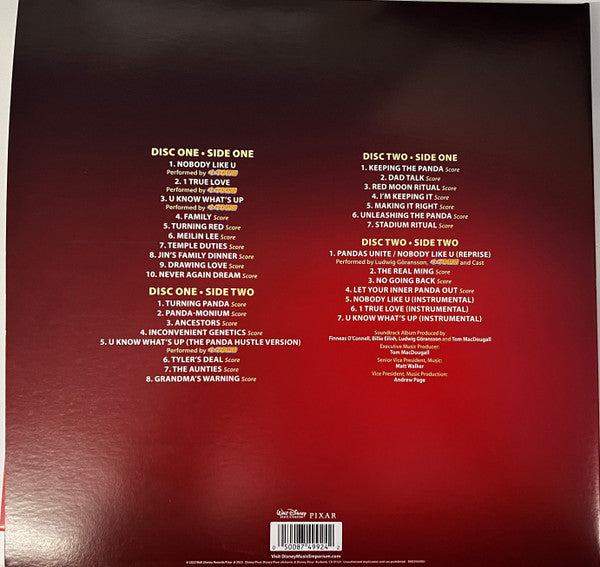 DISC ONE • SIDE ONE
1. NOBODY LIKE U
Performed by 4*TOWN
2. 1 TRUE LOVE
Performed by 4*TOWN
3. U KNOW WHAT'S UP
Performed by 4*TOWN
4. FAMILY Score
5. TURNING RED Score
6. MEILIN LEE Score
7. TEMPLE DUTIES Score
8. JIN'S FAMILY DINNER Score
9. DRAWING LOVE Score
10. NEVER AGAIN DREAM Score
DISC ONE • SIDE TWO
1. TURNING PANDA Score
2. PANDA-MONIUM Score
3. ANCESTORS Score
4. INCONVENIENT GENETICS Score
5. U KNOW WHAT'S UP (THE PANDA HUSTLE VERSION)
Performed by 4*TOWN
6. TYLER'S DEAL Score
7. THE AUNTIES Score
8. GRANDMA'S WARNING Score
DISC TWO • SIDE ONE
1. KEEPING THE PANDA Score
2. DAD TALK Score
3. RED MOON RITUAL Score
4. I'M KEEPING IT Score
5. MAKING IT RIGHT Score
6. UNLEASHING THE PANDA Score
7. STADIUM RITUAL Score
DISC TWO • SIDE TWO
1. PANDAS UNITE / NOBODY LIKE U (REPRISE)
Performed by Ludwig Göransson, 4*TOWN and Cast
2. THE REAL MING Score
3. NO GOING BACK Score
4. LET YOUR INNER PANDA OUT Score
5. NOBODY LIKE U (INSTRUMENTAL)
6. 1 TRUE LOVE (INSTRUMENTAL)
7. U KNOW WHAT'S UP (INSTRUMENTAL)
Soundtrack Album Produced by
Finneas O'Connell, Billie Eilish, Ludwig Göransson and Tom MacDougall
Executive Music Producer:
Tom MacDougall
Senior Vice President, Music:
Matt Walker
Vice President, Music Production:
Andrew Page
WALT DISNEY
RECORDS
PIXAR
0 50087 49924 2
Visit DisneyMusicEmporium.com